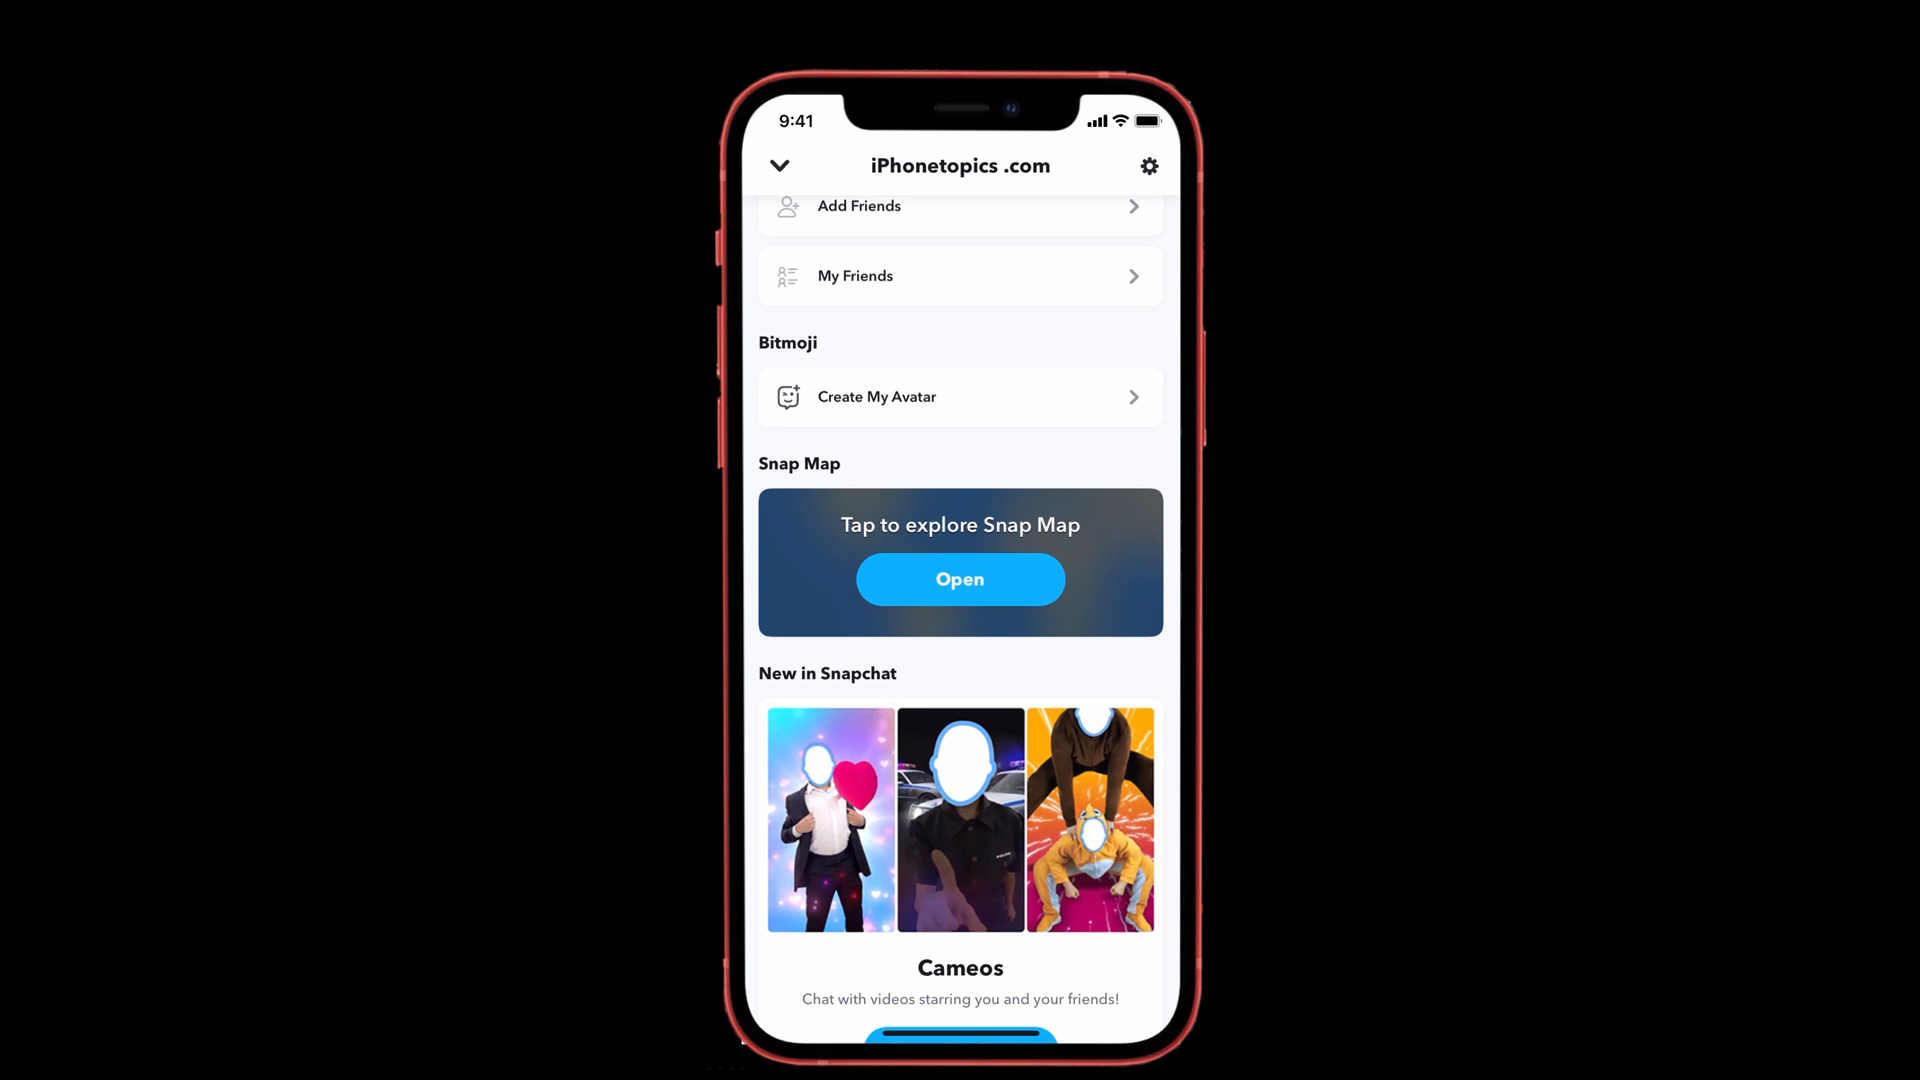 9:41
iPhonetopics .com
Add Friends
My Friends
Bitmoji
Create My Avatar
Snap Map
Tap to explore Snap Map
Open
New in Snapchat
Cameos
Chat with videos starring you and your friends!